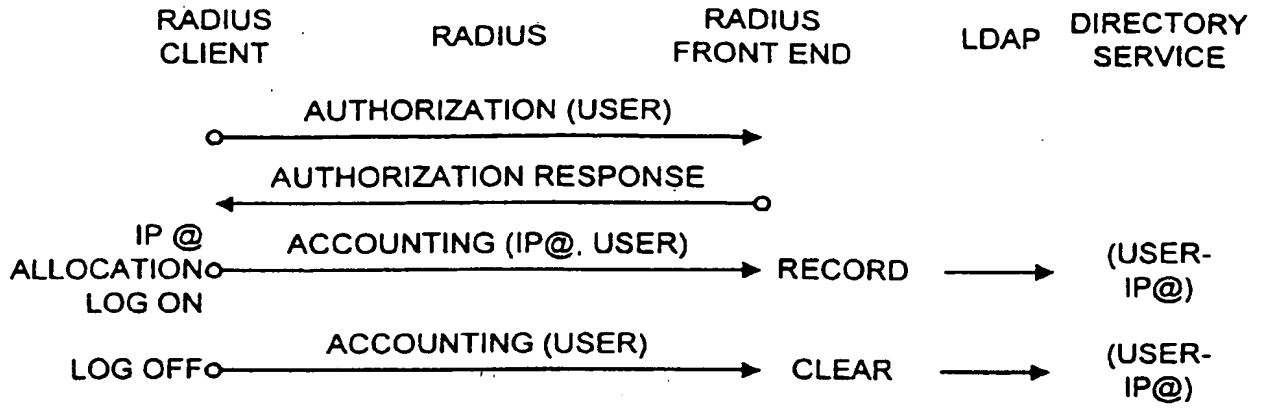 RADIUS CLIENT
RADIUS
RADIUS FRONT END
LDAP
DIRECTORY SERVICE
AUTHORIZATION (USER)
AUTHORIZATION RESPONSE
IP @
ALLOCATION
LOG ON
ACCOUNTING (IP@, USER)
RECORD
(USER-
IP@)
LOG OFF
ACCOUNTING (USER)
CLEAR
(USER-
IP@)